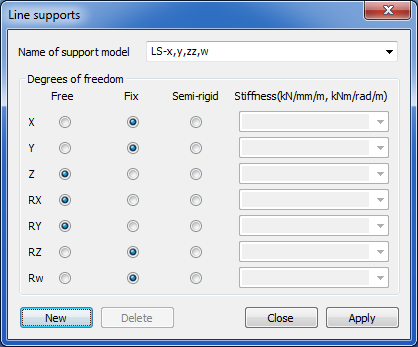 Line supports
Name of support model LS-x,y,zz,w
Degrees of freedom
Free Fix Semi-rigid Stiffness(kN/mm/m, kNm/rad/m)
X
Y
Z
RX
RY
RZ
Rw
New Delete Close Apply